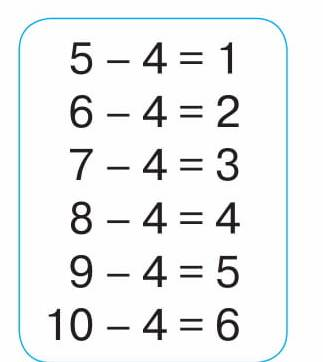 5 – 4 = 1
6 – 4 = 2
7 – 4 = 3
8 – 4 = 4
9 – 4 = 5
10 – 4 = 6